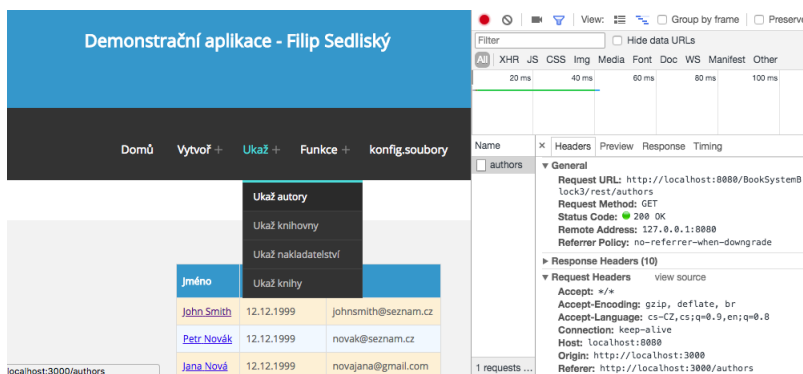 Demonstrační aplikace - Filip Sedliský
Domů Vytvoř + Ukaž + Funkce + konfig.soubory
Ukaž autory
Ukaž knihovny
Ukaž nakladatelství
Ukaž knihy
Jméno
John Smith 12.12.1999 johnsmith@seznam.cz
Petr Novák 12.12.1999 novak@seznam.cz
Jana Nová 12.12.1999 novajana@gmail.com
localhost:3000/authors
View: Group by frame Preserve
Filter Hide data URLs
All XHR JS CSS Img Media Font Doc WS Manifest Other
20 ms 40 ms 60 ms 80 ms 100 ms
Name × Headers Preview Response Timing
authors
▼ General
Request URL: http://localhost:8080/BookSystemB
lock3/rest/authors
Request Method: GET
Status Code: 200 OK
Remote Address: 127.0.0.1:8080
Referrer Policy: no-referrer-when-downgrade
▶ Response Headers (10)
▼ Request Headers view source
Accept: */*
Accept-Encoding: gzip, deflate, br
Accept-Language: cs-CZ,cs;q=0.9,en;q=0.8
Connection: keep-alive
Host: localhost:8080
Origin: http://localhost:3000
Referer: http://localhost:3000/authors
1 requests ...